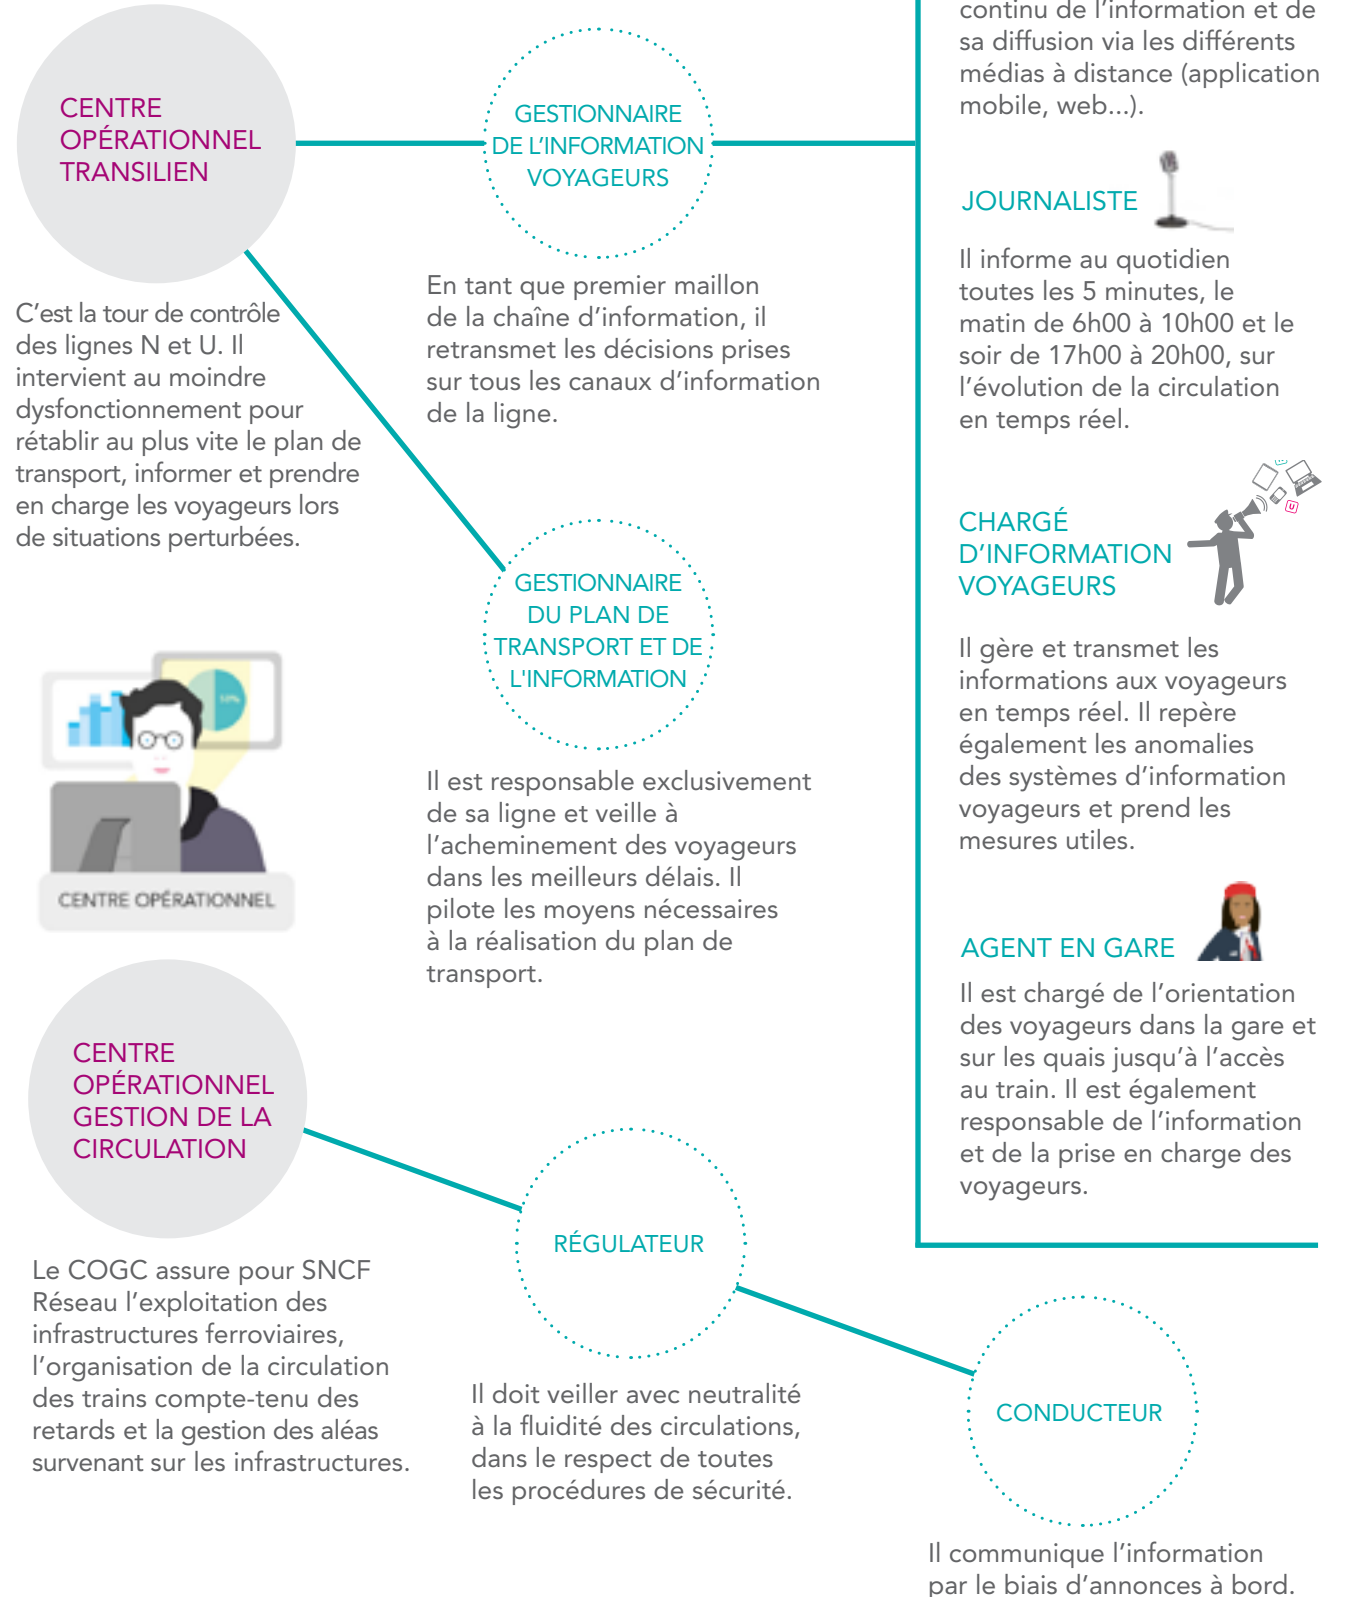 CENTRE
OPÉRATIONNEL
TRANSILIEN
C’est la tour de contrôle
des lignes N et U. Il
intervient au moindre
dysfonctionnement pour
rétablir au plus vite le plan de
transport, informer et prendre
en charge les voyageurs lors
de situations perturbées.
CENTRE OPÉRATIONNEL
GESTIONNAIRE
DE L’INFORMATION
VOYAGEURS
En tant que premier maillon
de la chaîne d’information, il
retransmet les décisions prises
sur tous les canaux d’information
de la ligne.
GESTIONNAIRE
DU PLAN DE
TRANSPORT ET DE
L'INFORMATION
Il est responsable exclusivement
de sa ligne et veille à
l’acheminement des voyageurs
dans les meilleurs délais. Il
pilote les moyens nécessaires
à la réalisation du plan de
transport.
continu de l’information et de
sa diffusion via les différents
médias à distance (application
mobile, web...).
JOURNALISTE
Il informe au quotidien
toutes les 5 minutes, le
matin de 6h00 à 10h00 et le
soir de 17h00 à 20h00, sur
l’évolution de la circulation
en temps réel.
U
CHARGÉ
D’INFORMATION
VOYAGEURS
Il gère et transmet les
informations aux voyageurs
en temps réel. Il repère
également les anomalies
des systèmes d’information
voyageurs et prend les
mesures utiles.
AGENT EN GARE
Il est chargé de l’orientation
des voyageurs dans la gare et
sur les quais jusqu’à l’accès
au train. Il est également
responsable de l’information
et de la prise en charge des
voyageurs.
CENTRE
OPÉRATIONNEL
GESTION DE LA
CIRCULATION
Le COGC assure pour SNCF
Réseau l’exploitation des
infrastructures ferroviaires,
l’organisation de la circulation
des trains compte-tenu des
retards et la gestion des aléas
survenant sur les infrastructures.
RÉGULATEUR
Il doit veiller avec neutralité
à la fluidité des circulations,
dans le respect de toutes
les procédures de sécurité.
CONDUCTEUR
Il communique l’information
par le biais d’annonces à bord.